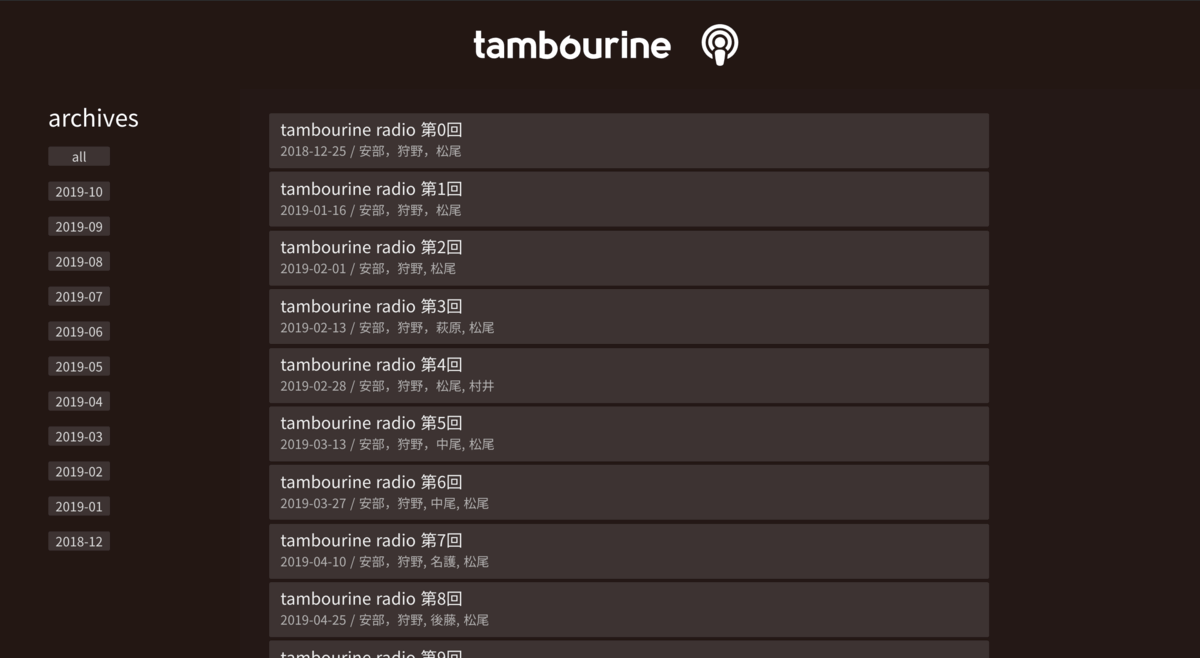 tambourine
archives
all
2019-10
2019-09
2019-08
2019-07
2019-06
2019-05
2019-04
2019-03
2019-02
2019-01
2018-12
tambourine radio 第0回
2018-12-25 / 安部，狩野，松尾
tambourine radio 第1回
2019-01-16 / 安部，狩野，松尾
tambourine radio 第2回
2019-02-01 / 安部，狩野, 松尾
tambourine radio 第3回
2019-02-13 / 安部，狩野，萩原, 松尾
tambourine radio 第4回
2019-02-28 / 安部，狩野，松尾, 村井
tambourine radio 第5回
2019-03-13 / 安部，狩野，中尾, 松尾
tambourine radio 第6回
2019-03-27 / 安部，狩野, 中尾, 松尾
tambourine radio 第7回
2019-04-10 / 安部，狩野, 名護, 松尾
tambourine radio 第8回
2019-04-25 / 安部，狩野, 後藤, 松尾
tambourine radio 第9回